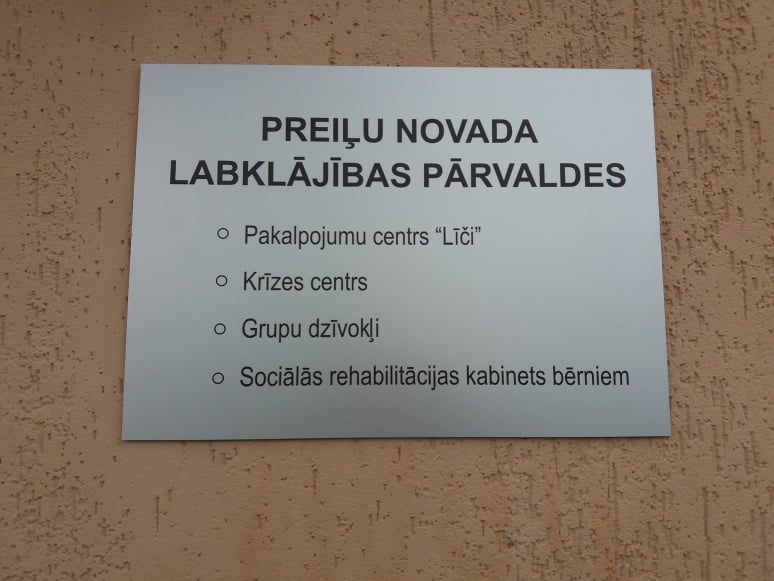 PREIĻU NOVADA
LABKLĀJĪBAS PĀRVALDES
○ Pakalpojumu centrs “Līči”
○ Krīzes centrs
○ Grupu dzīvokļi
○ Sociālās rehabilitācijas kabinets bērniem